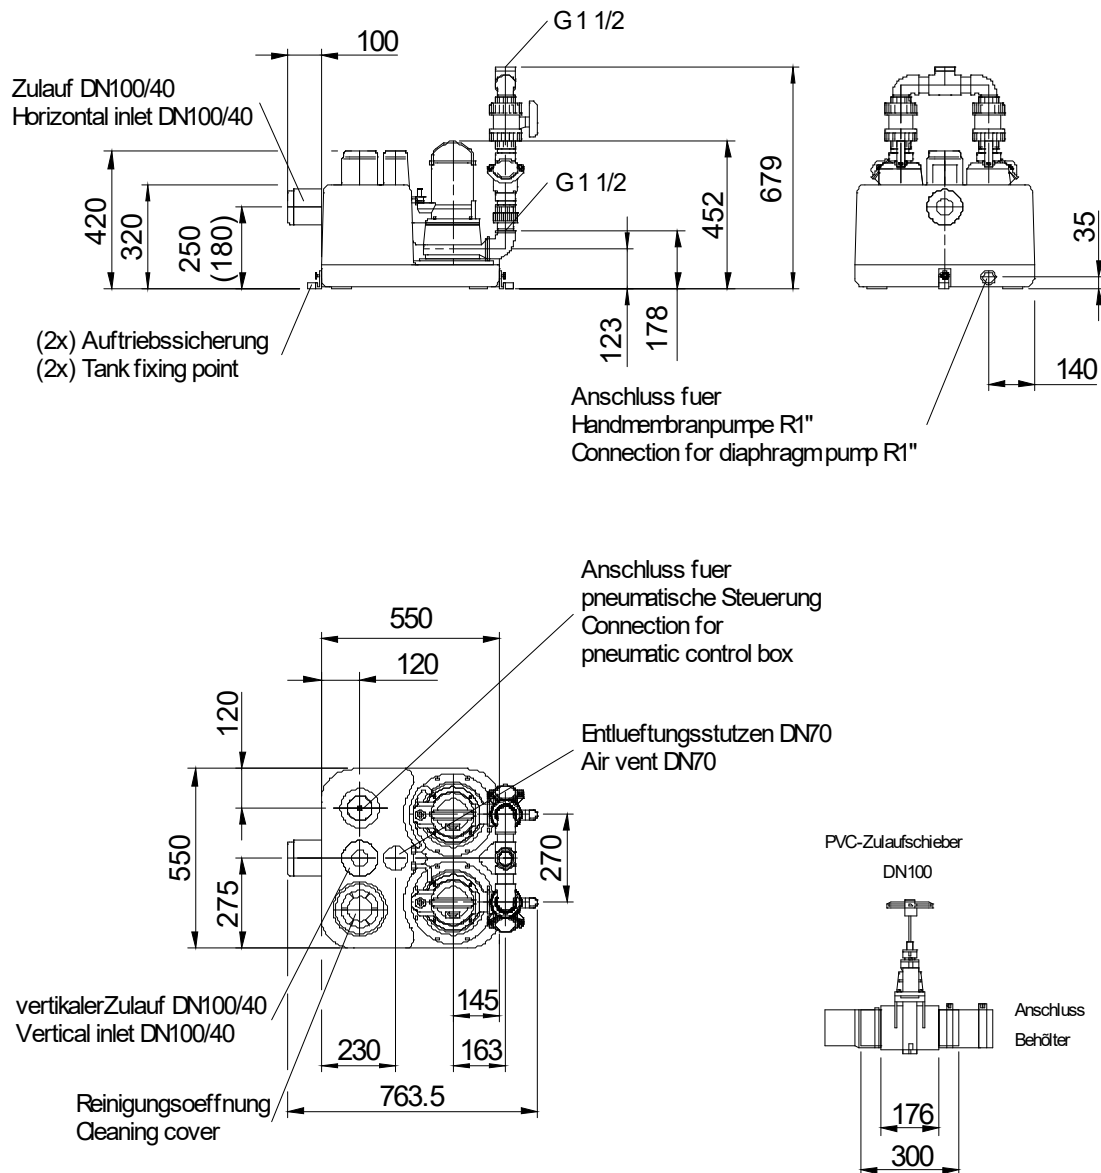 G 1 1/2
100
Zulauf DN100/40
Horizontal inlet DN100/40
G 1 1/2
420
320
250
(180)
452
679
35
123
178
140
(2x) Auftriebssicherung
(2x) Tank fixing point
Anschluss fuer
Handmembranpumpe R1"
Connection for diaphragm pump R1"
Anschluss fuer
pneumatische Steuerung
Connection for
pneumatic control box
550
120
120
Entlueftungsstutzen DN70
Air vent DN70
550
275
270
PVC-Zulaufschieber
DN100
vertikaler Zulauf DN100/40
Vertical inlet DN100/40
145
230
163
763.5
Reinigungsoeffnung
Cleaning cover
Anschluss
Behõlter
176
300